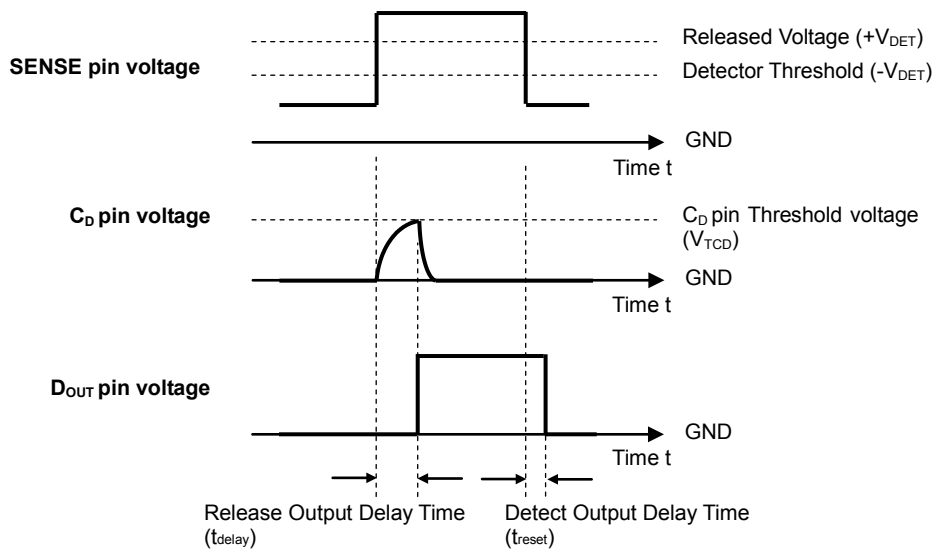 Released Voltage (+VDET)
SENSE pin voltage
Detector Threshold (-VDET)
GND
Time t
CD pin voltage
CD pin Threshold voltage
(VTCD)
GND
Time t
DOUT pin voltage
GND
Time t
Release Output Delay Time
(tdelay)
Detect Output Delay Time
(treset)